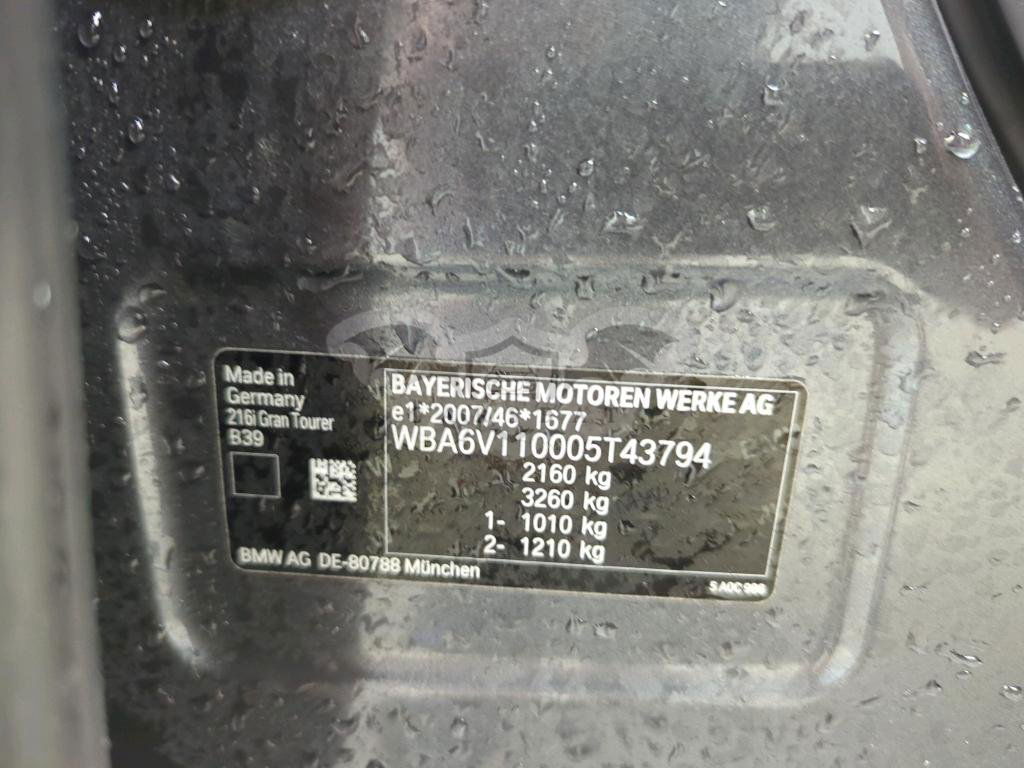 Made in
Germany
216i Gran Tourer
B39
BMW AG DE-80788 München
BAYERISCHE MOTOREN WERKE AG
e1*2007/46*1677
WBA6V110005T43794
2160 kg
3260 kg
1- 1010 kg
2- 1210 kg